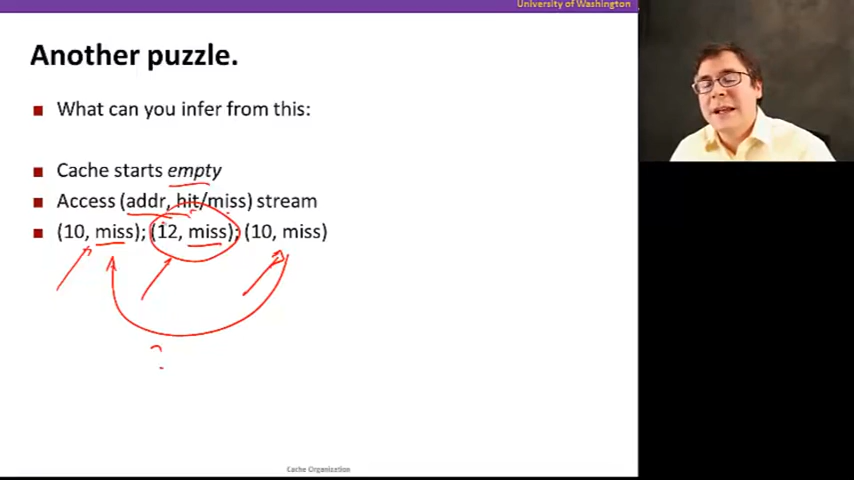 University of Washington
Another puzzle.
What can you infer from this:
Cache starts empty
Access (addr, hit/miss) stream
(10, miss); (12, miss); (10, miss)
?
Cache Organization